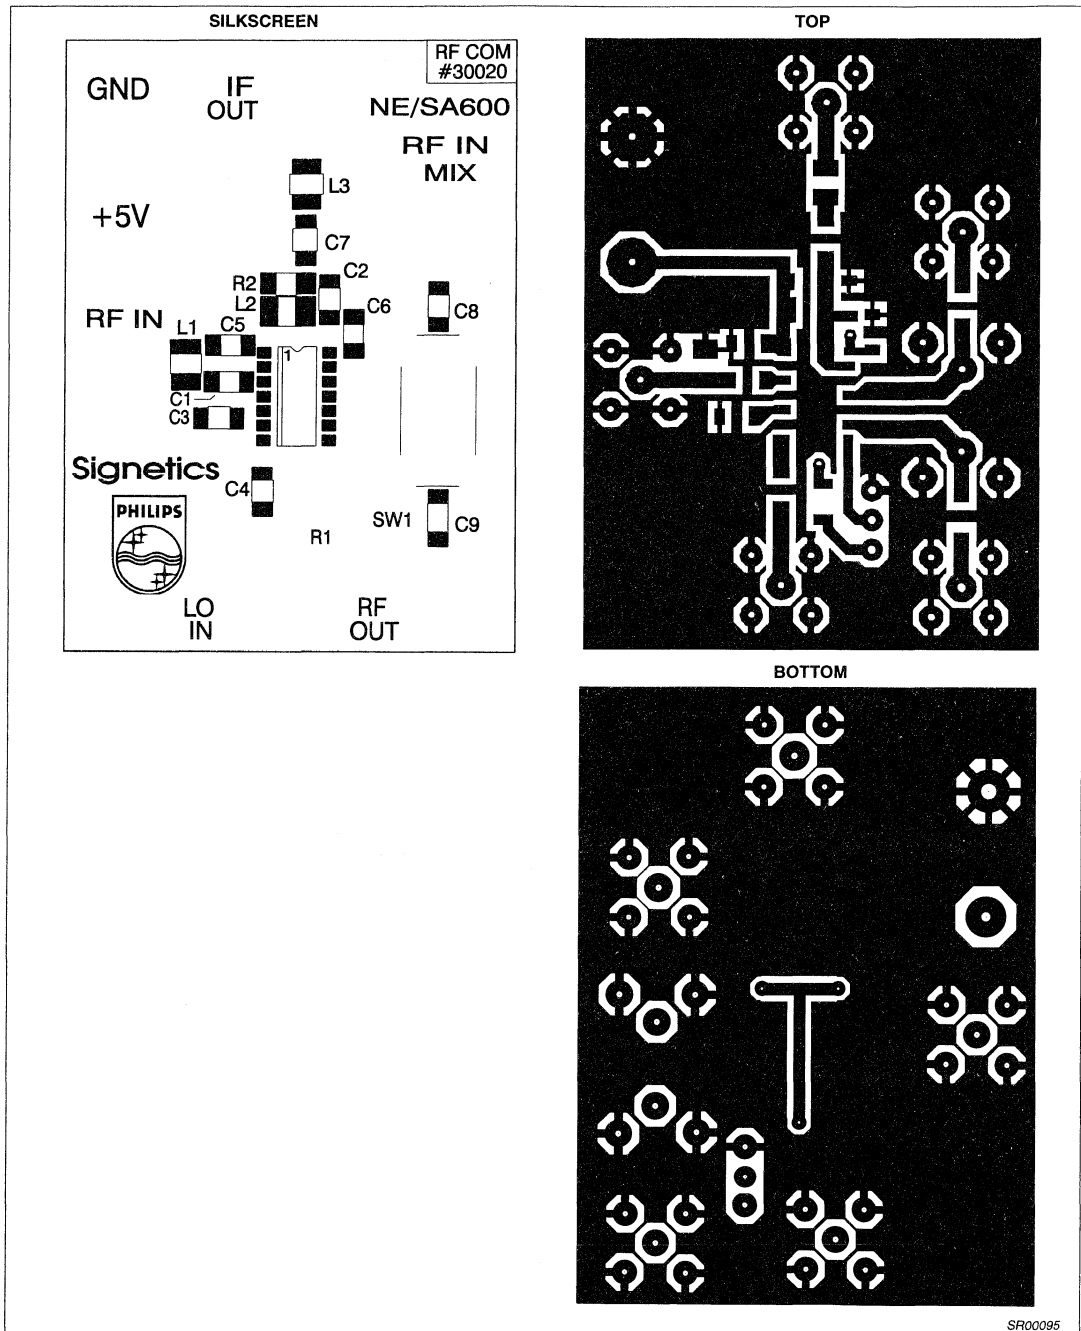 SILKSCREEN
TOP
RF COM
#30020
GND
IF
OUT
NE/SA600
RF IN
MIX
L3
+5V
C7
R2
C2
L2
C6
C8
RF IN
L1
C5
1
C1
C3
Signetics
C4
PHILIPS
SW1
C9
R1
LO
IN
RF
OUT
BOTTOM
SR00095